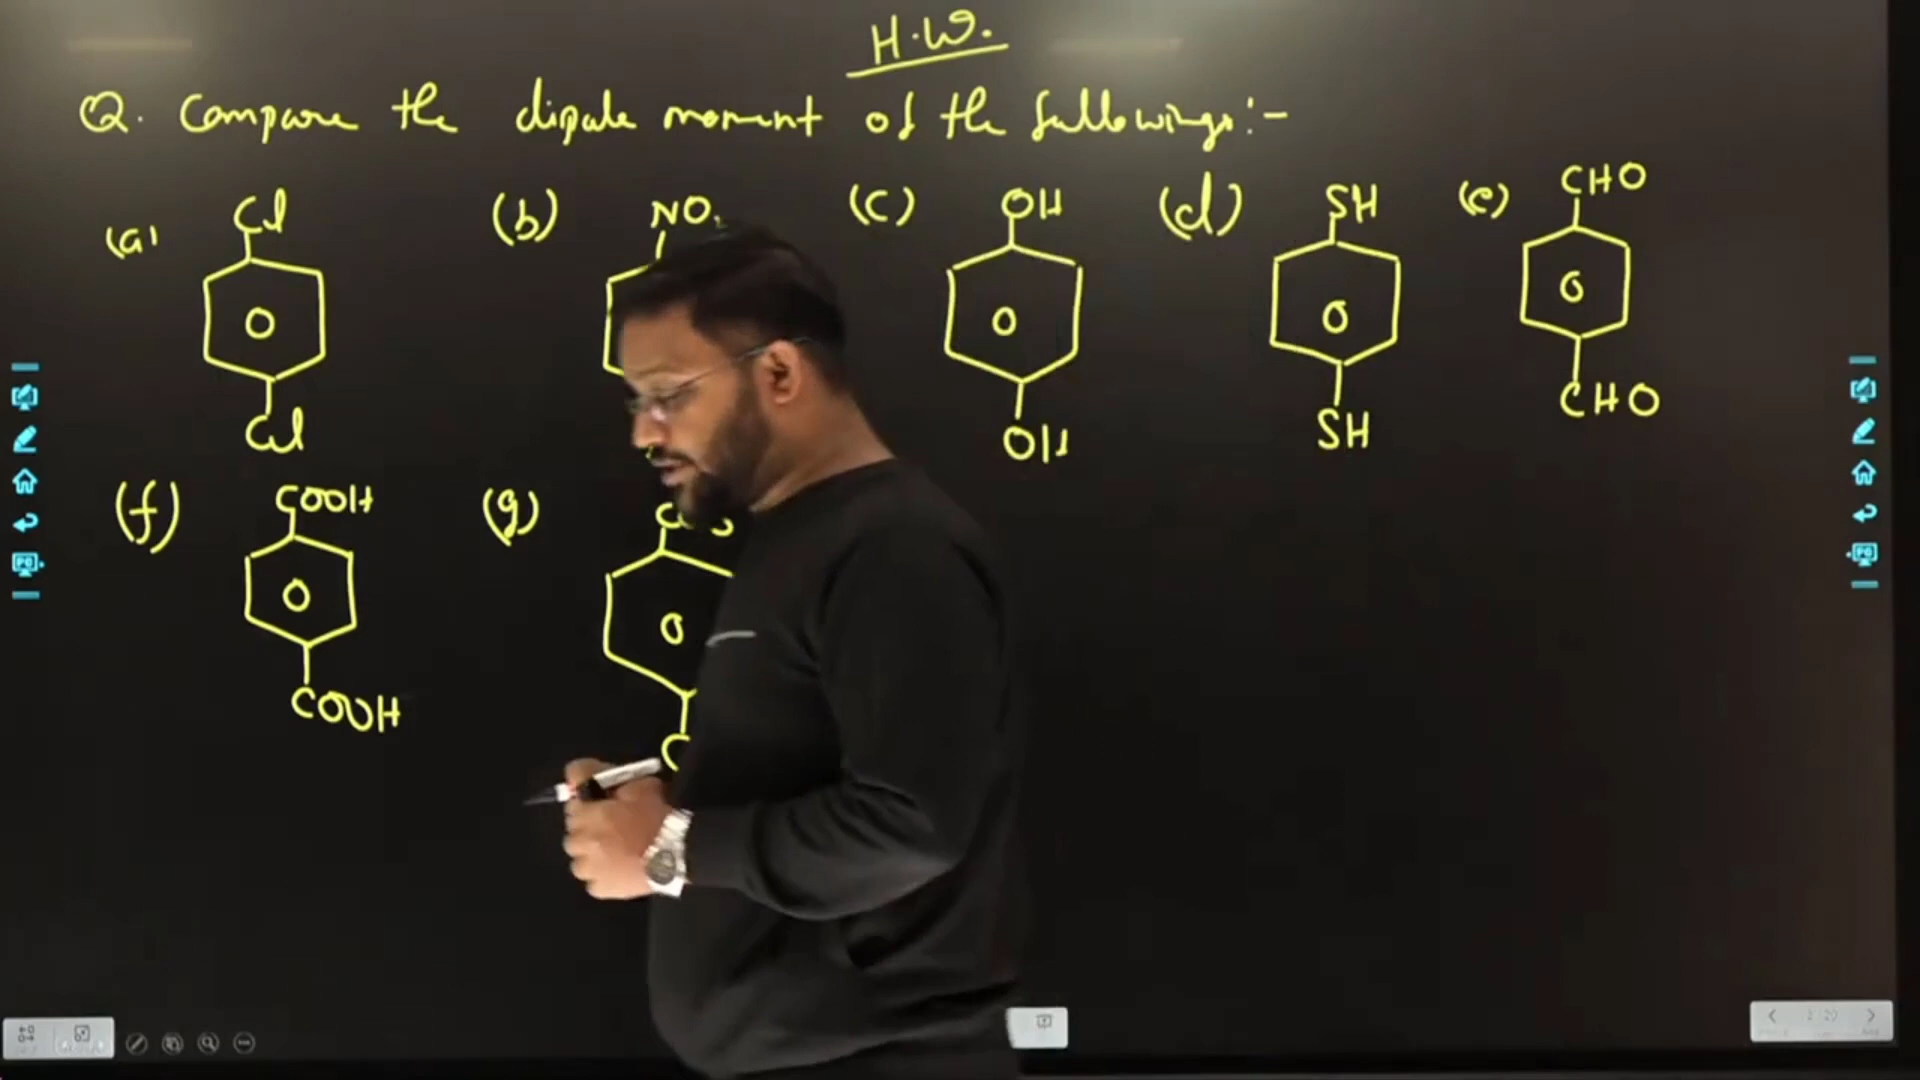 H.W.
Q. Compare the dipole moment of the followings:-
(a) (b) (c) (d) (e)
Cl NO2 OH SH CHO
Cl OH SH CHO
(f) (g)
COOH
COOH